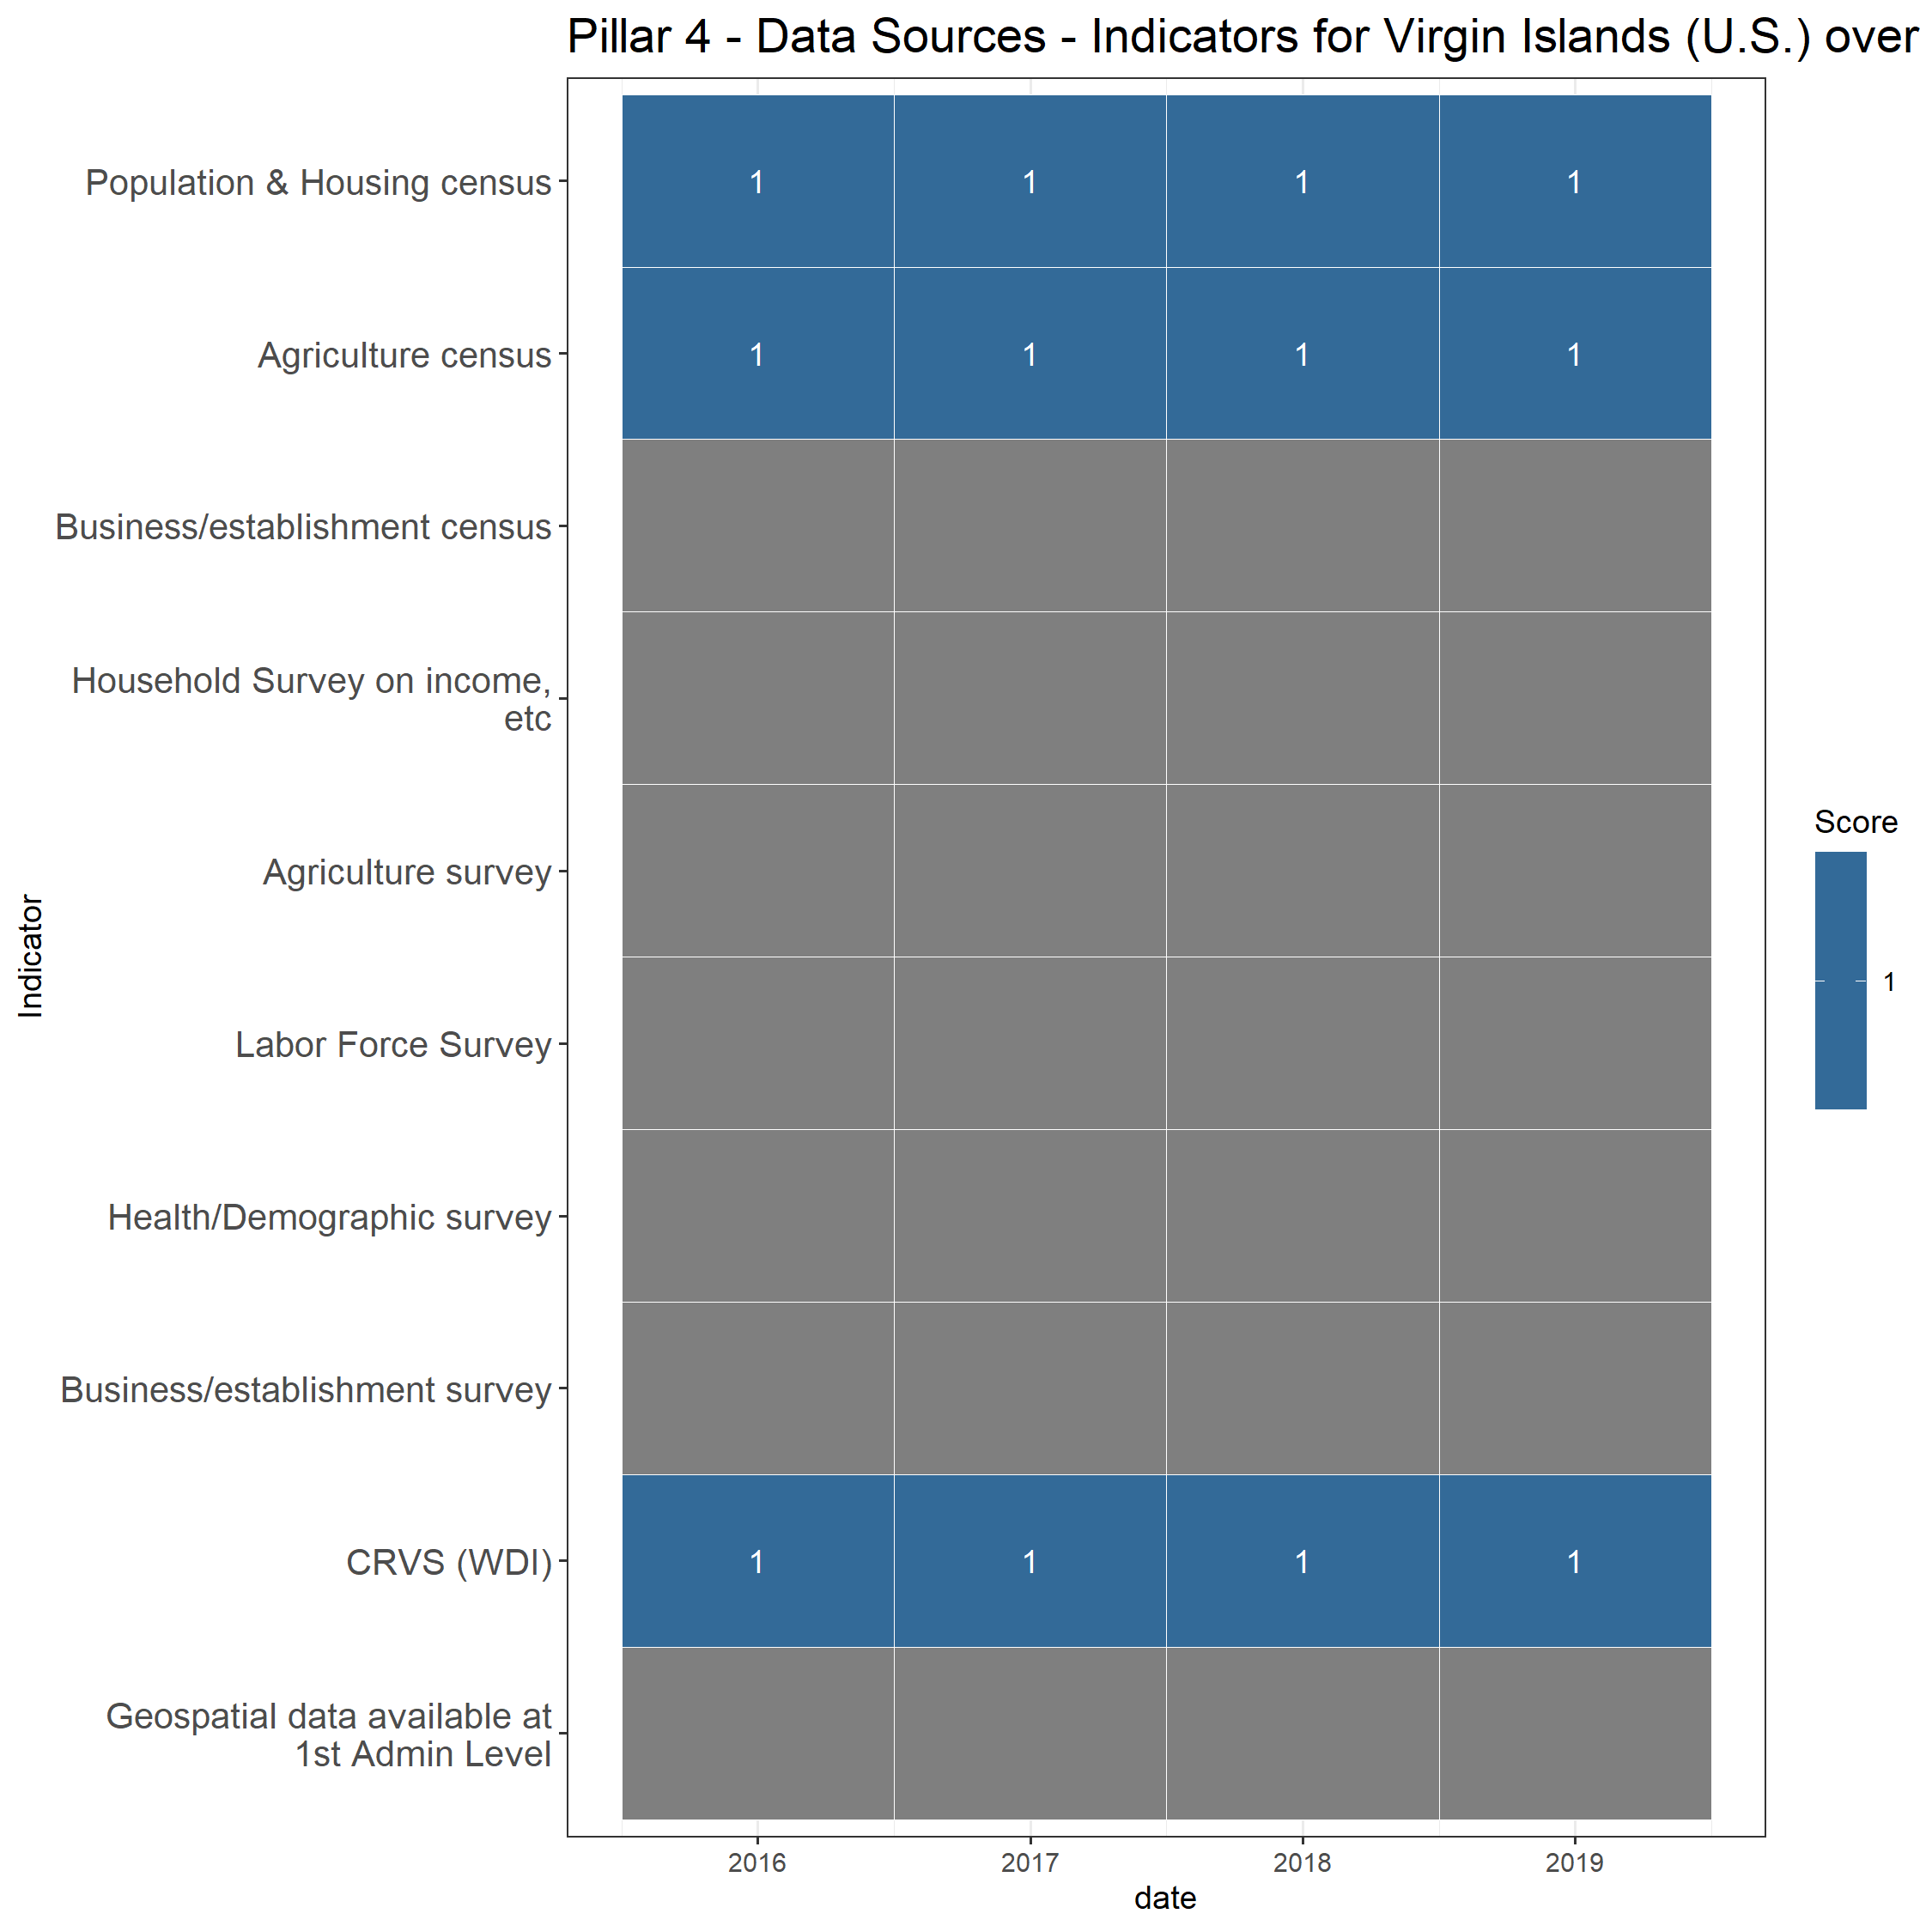 Pillar 4 - Data Sources - Indicators for Virgin Islands (U.S.) over
Population & Housing census
1 1 1 1
Agriculture census
1 1 1 1
Business/establishment census
Household Survey on income,
etc
Agriculture survey
Labor Force Survey
Health/Demographic survey
Business/establishment survey
CRVS (WDI)
1 1 1 1
Geospatial data available at
1st Admin Level
Indicator
2016 2017 2018 2019
date
Score
1